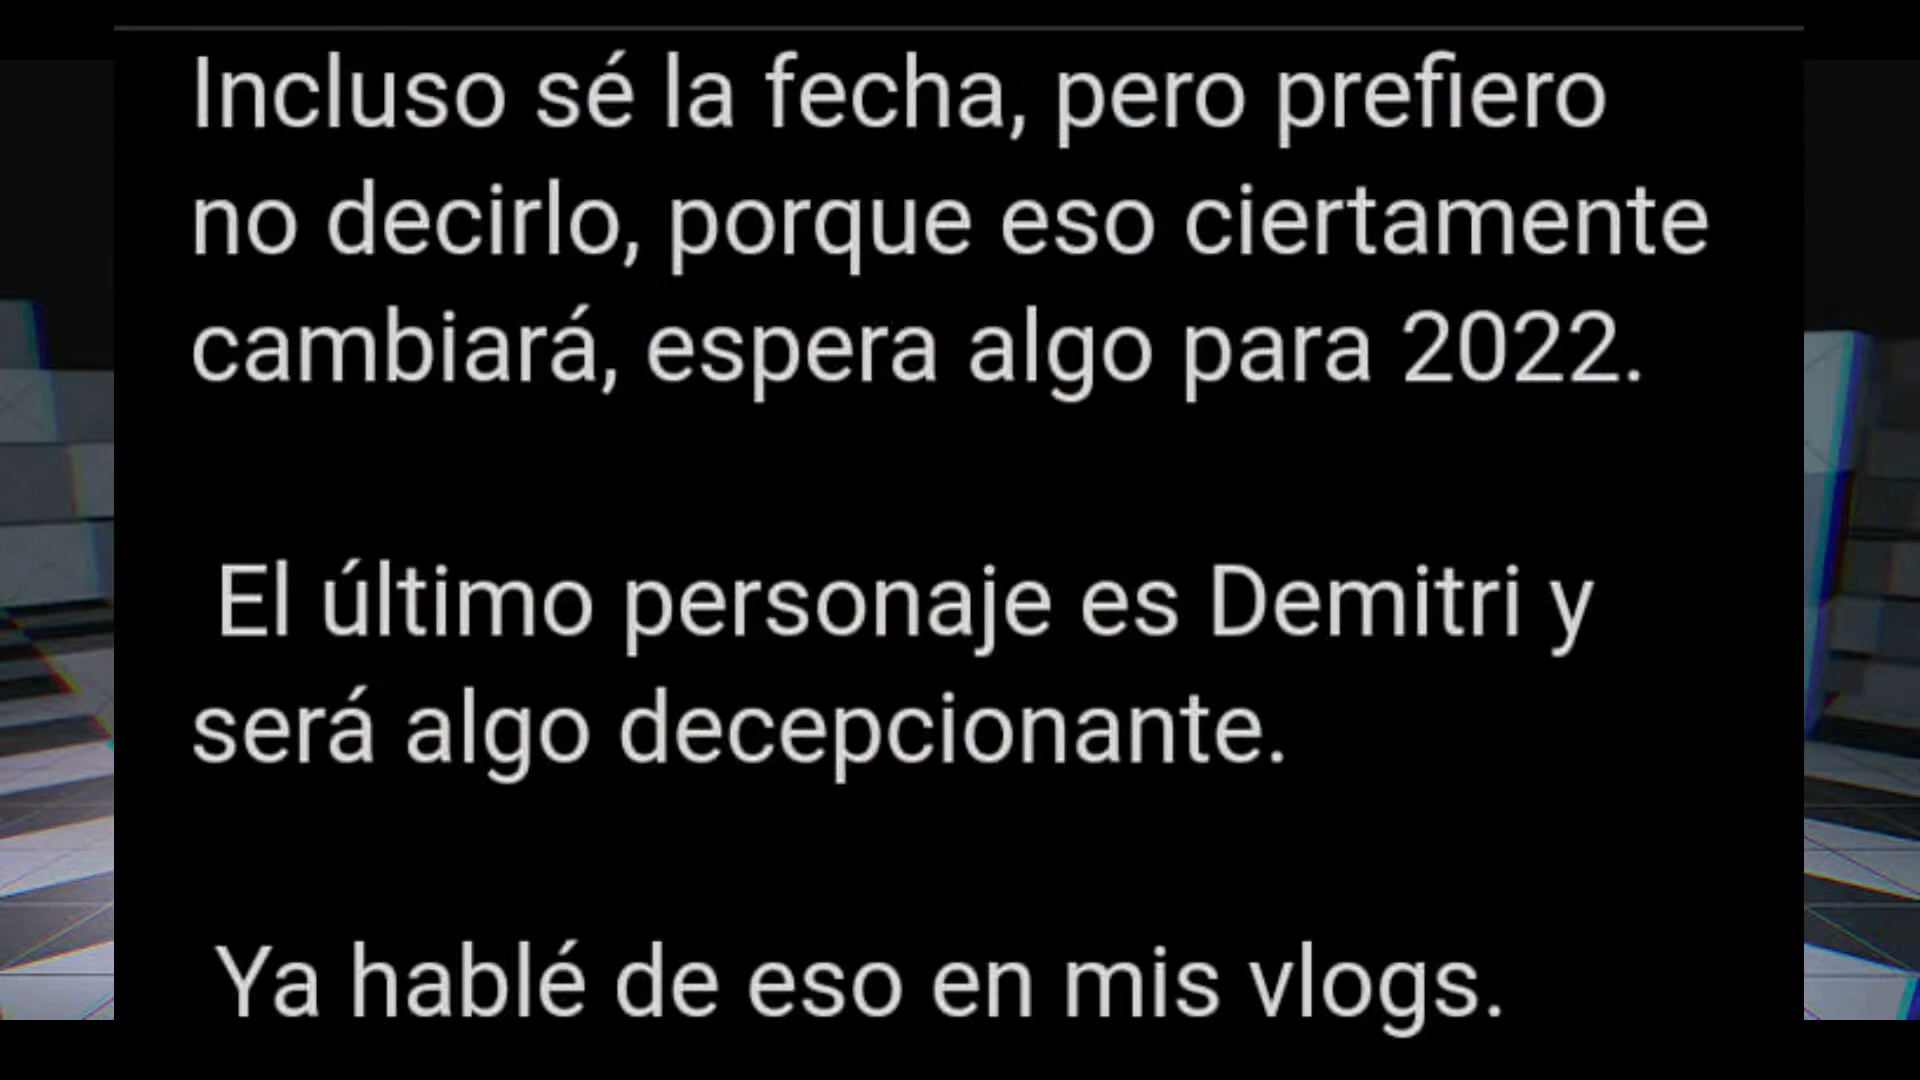 Incluso sé la fecha, pero prefiero
no decirlo, porque eso ciertamente
cambiará, espera algo para 2022.
El último personaje es Demitri y
será algo decepcionante.
Ya hablé de eso en mis vlogs.